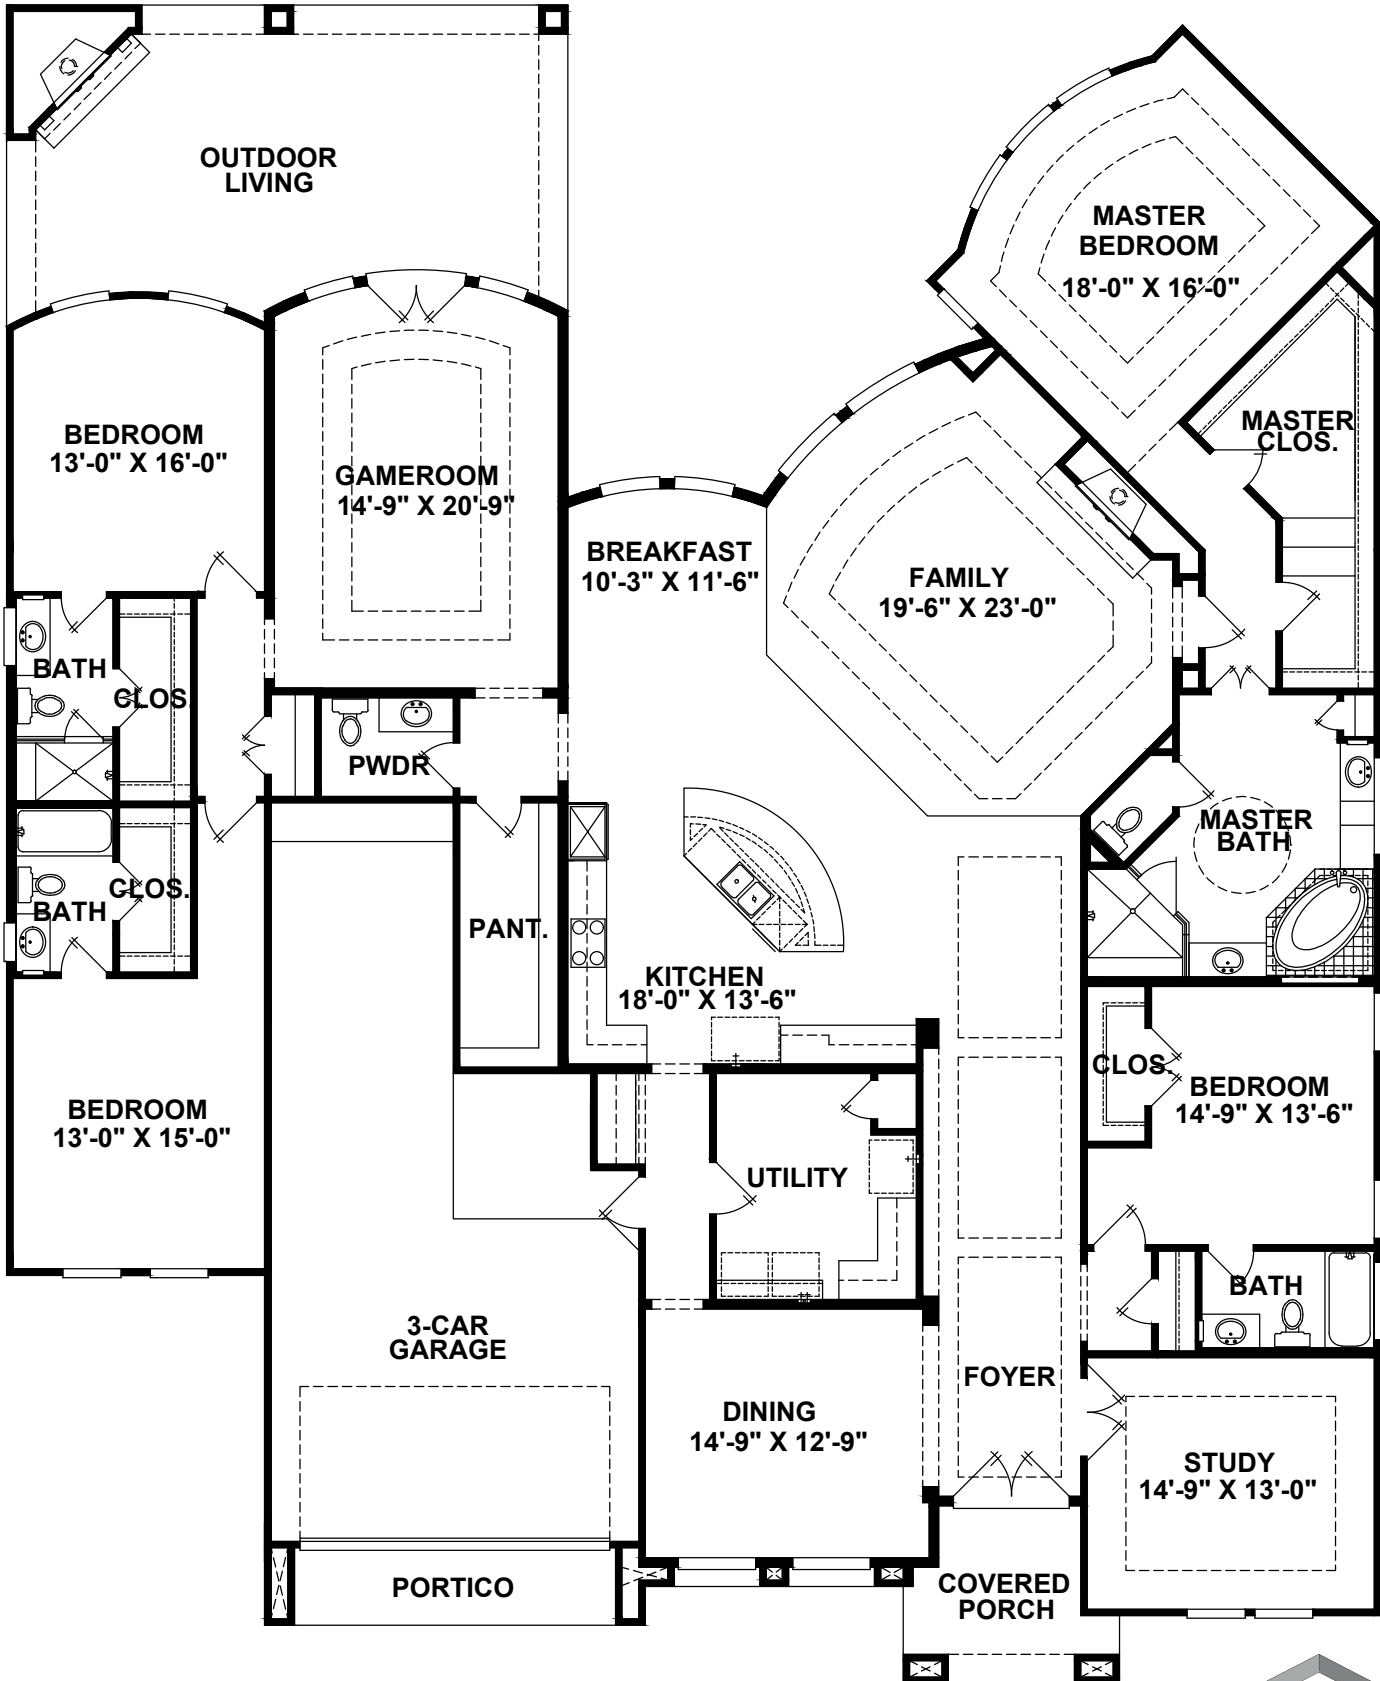 OUTDOOR
LIVING
MASTER
BEDROOM
18'-0" X 16'-0"
MASTER
CLOS.
BEDROOM
13'-0" X 16'-0"
GAMEROOM
14'-9" X 20'-9"
BREAKFAST
10'-3" X 11'-6"
FAMILY
19'-6" X 23'-0"
BATH
CLOS.
PWDR
MASTER
BATH
CLOS.
BATH
PANT.
KITCHEN
18'-0" X 13'-6"
CLOS.
BEDROOM
14'-9" X 13'-6"
BEDROOM
13'-0" X 15'-0"
UTILITY
BATH
3-CAR
GARAGE
FOYER
DINING
14'-9" X 12'-9"
STUDY
14'-9" X 13'-0"
PORTICO
COVERED
PORCH